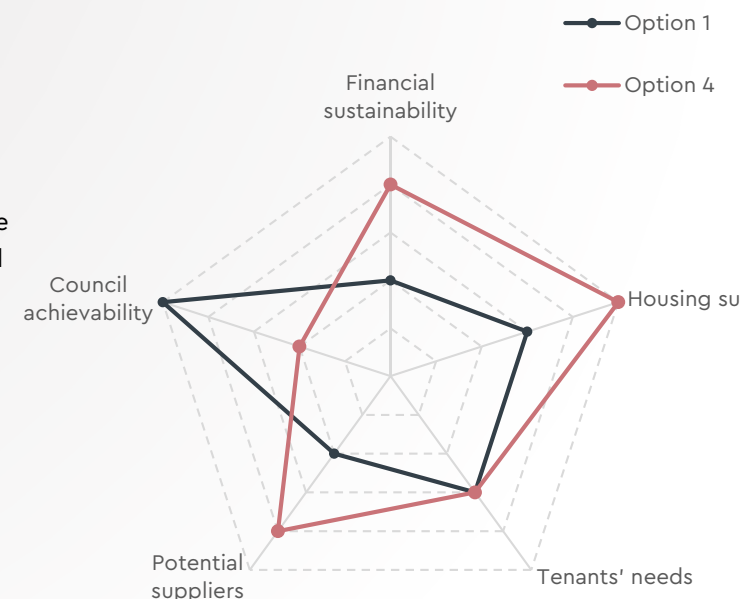 Option 1
Option 4
Financial
sustainability
Council
achievability
Housing su
Potential
suppliers
Tenants' needs